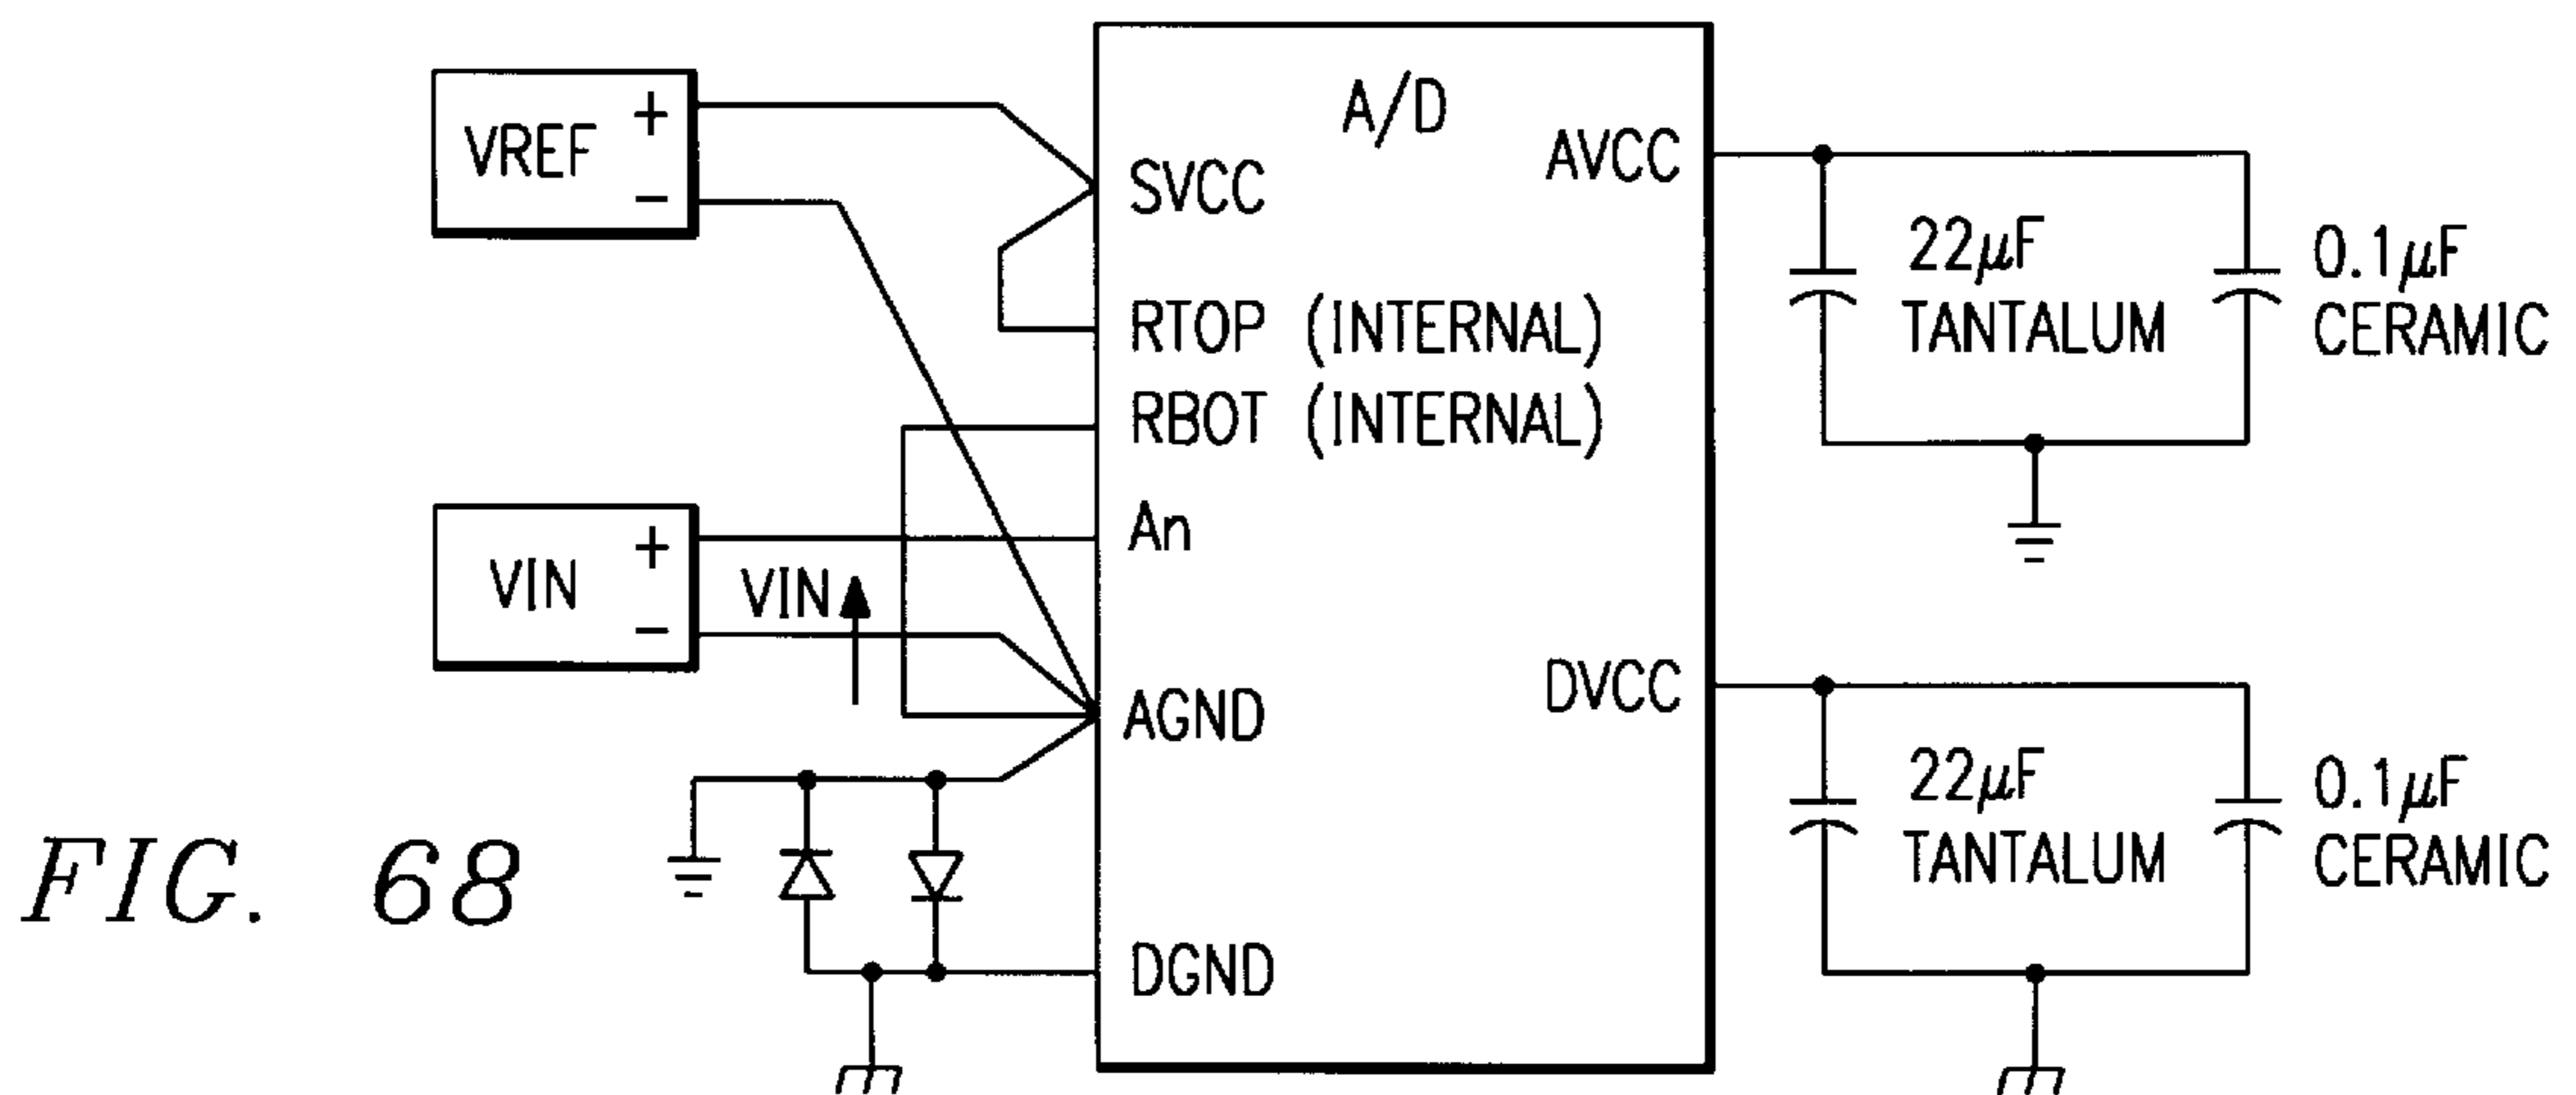 A/D
VREF
+
−
SVCC
AVCC
22µF
TANTALUM
0.1µF
CERAMIC
RTOP (INTERNAL)
RBOT (INTERNAL)
An
VIN
+
−
VIN
AGND
DVCC
22µF
TANTALUM
0.1µF
CERAMIC
DGND
FIG. 68